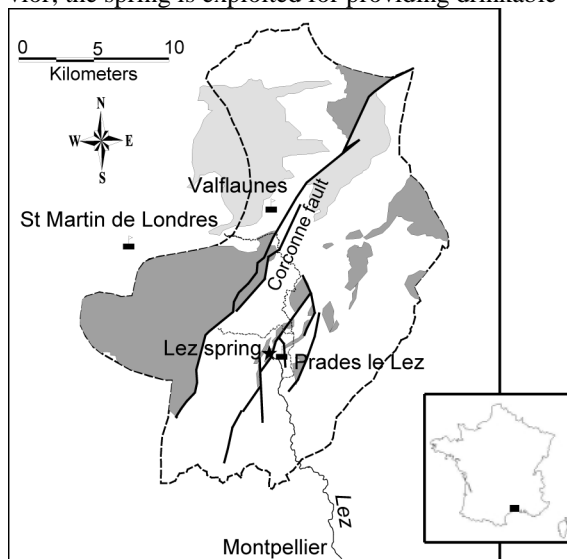 vior, the spring is exploited for providing drinkable
0 5 10
Kilometers
N
W E
S
Valflaunes
St Martin de Londres
Corconne fault
Lez spring
Prades le Lez
Lez
Montpellier